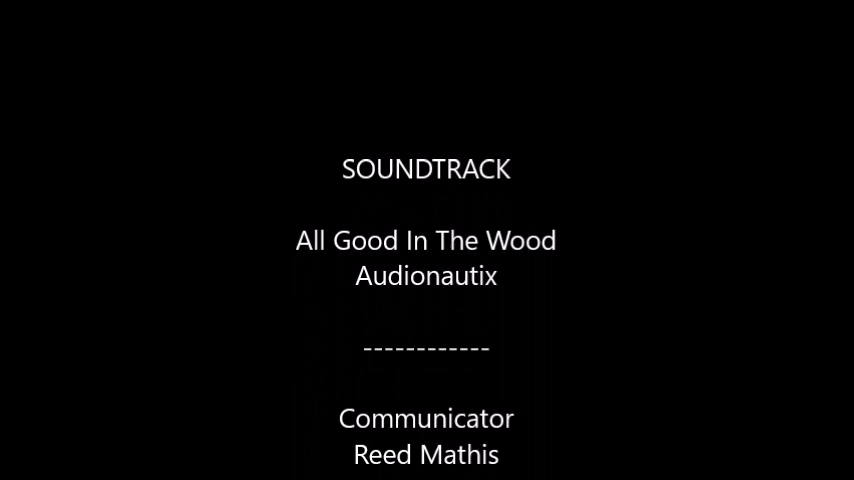 SOUNDTRACK
All Good In The Wood
Audionautix
------------
Communicator
Reed Mathis